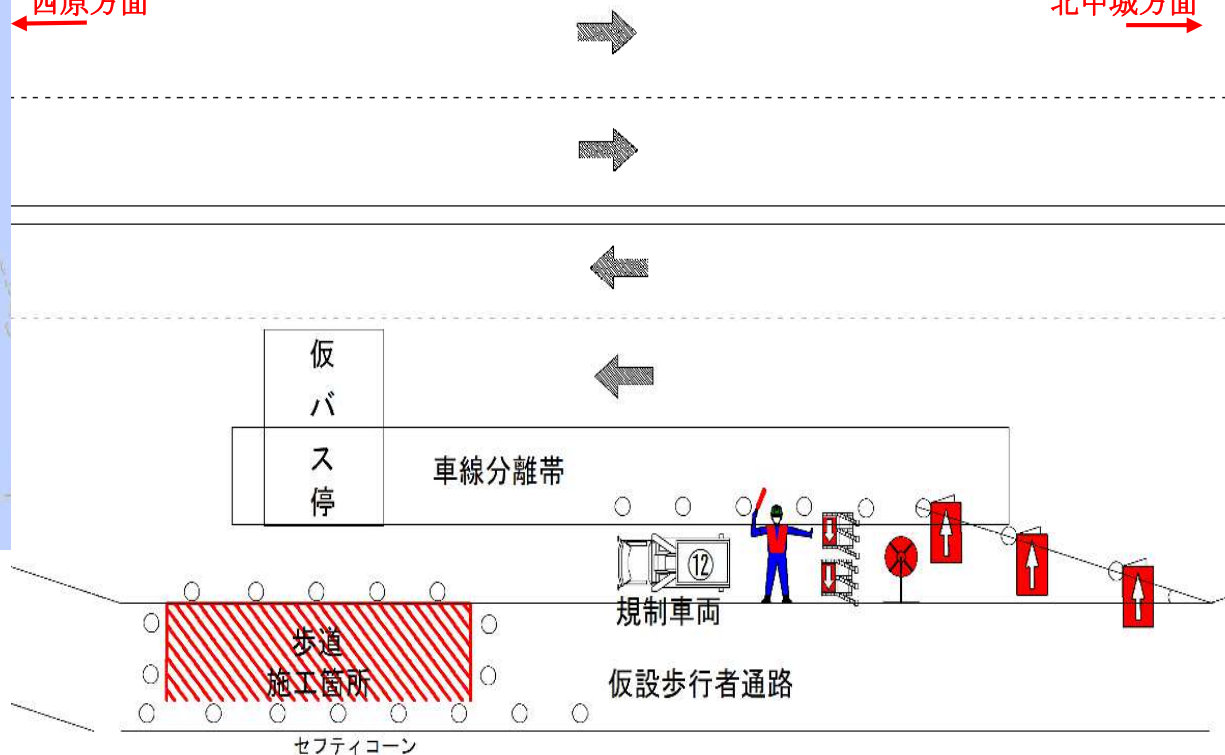 西原方面
北中城方面
仮
バ
ス
停
車線分離帯
⑫
規制車両
歩道
施工箇所
仮設歩行者通路
セフティコーン